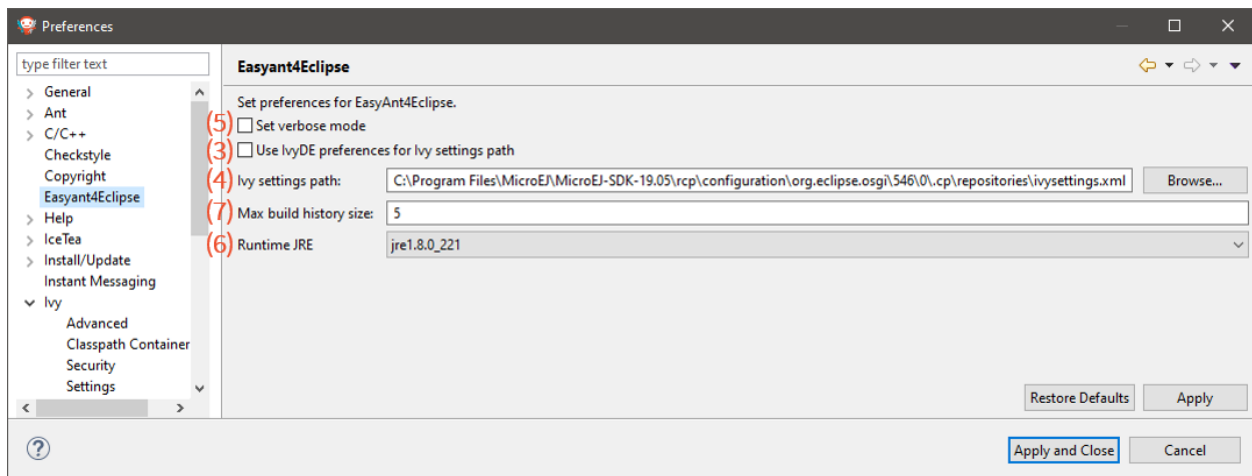 Preferences
type filter text
General
Ant
C/C++
Checkstyle
Copyright
Easyant4Eclipse
Help
IceTea
Install/Update
Instant Messaging
Ivy
Advanced
Classpath Container
Security
Settings
Easyant4Eclipse
Set preferences for EasyAnt4Eclipse.
(5) Set verbose mode
(3) Use IvyDE preferences for Ivy settings path
(4) Ivy settings path: C:\Program Files\MicroEJ\MicroEJ-SDK-19.05\rcp\configuration\org.eclipse.osgi\546\0\.cp\repositories\ivysettings.xml Browse...
(7) Max build history size: 5
(6) Runtime JRE jre1.8.0_221
Restore Defaults Apply
? Apply and Close Cancel